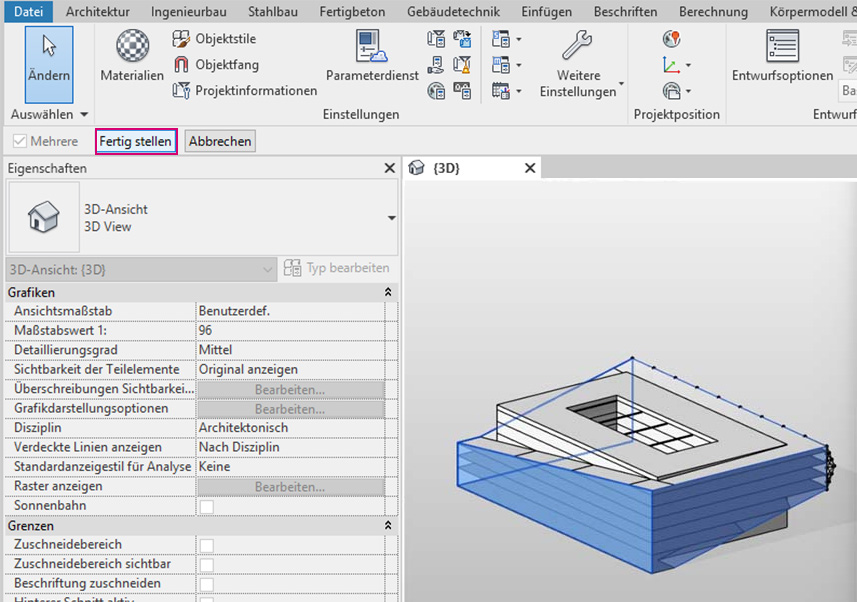 Datei Architektur Ingenieurbau Stahlbau Fertigbeton Gebäudetechnik Einfügen Beschriften Berechnung Körpermodell &
Ändern
Materialien
Objektstile
Objektfang
Projektinformationen
Parameterdienst
Weitere
Einstellungen
Entwurfsoptionen
Auswählen
Einstellungen
Projektposition
Entwurf
Mehrere Fertig stellen Abbrechen
Eigenschaften
{3D}
3D-Ansicht
3D View
3D-Ansicht: {3D} Typ bearbeiten
Grafiken
Ansichtsmaßstab Benutzerdef.
Maßstabswert 1: 96
Detaillierungsgrad Mittel
Sichtbarkeit der Teilelemente Original anzeigen
Überschreibungen Sichtbarkei... Bearbeiten...
Grafikdarstellungsoptionen Bearbeiten...
Disziplin Architektonisch
Verdeckte Linien anzeigen Nach Disziplin
Standardanzeigestil für Analyse Keine
Raster anzeigen Bearbeiten...
Sonnenbahn
Grenzen
Zuschneidebereich
Zuschneidebereich sichtbar
Beschriftung zuschneiden
Hinterer Schnitt aktiv